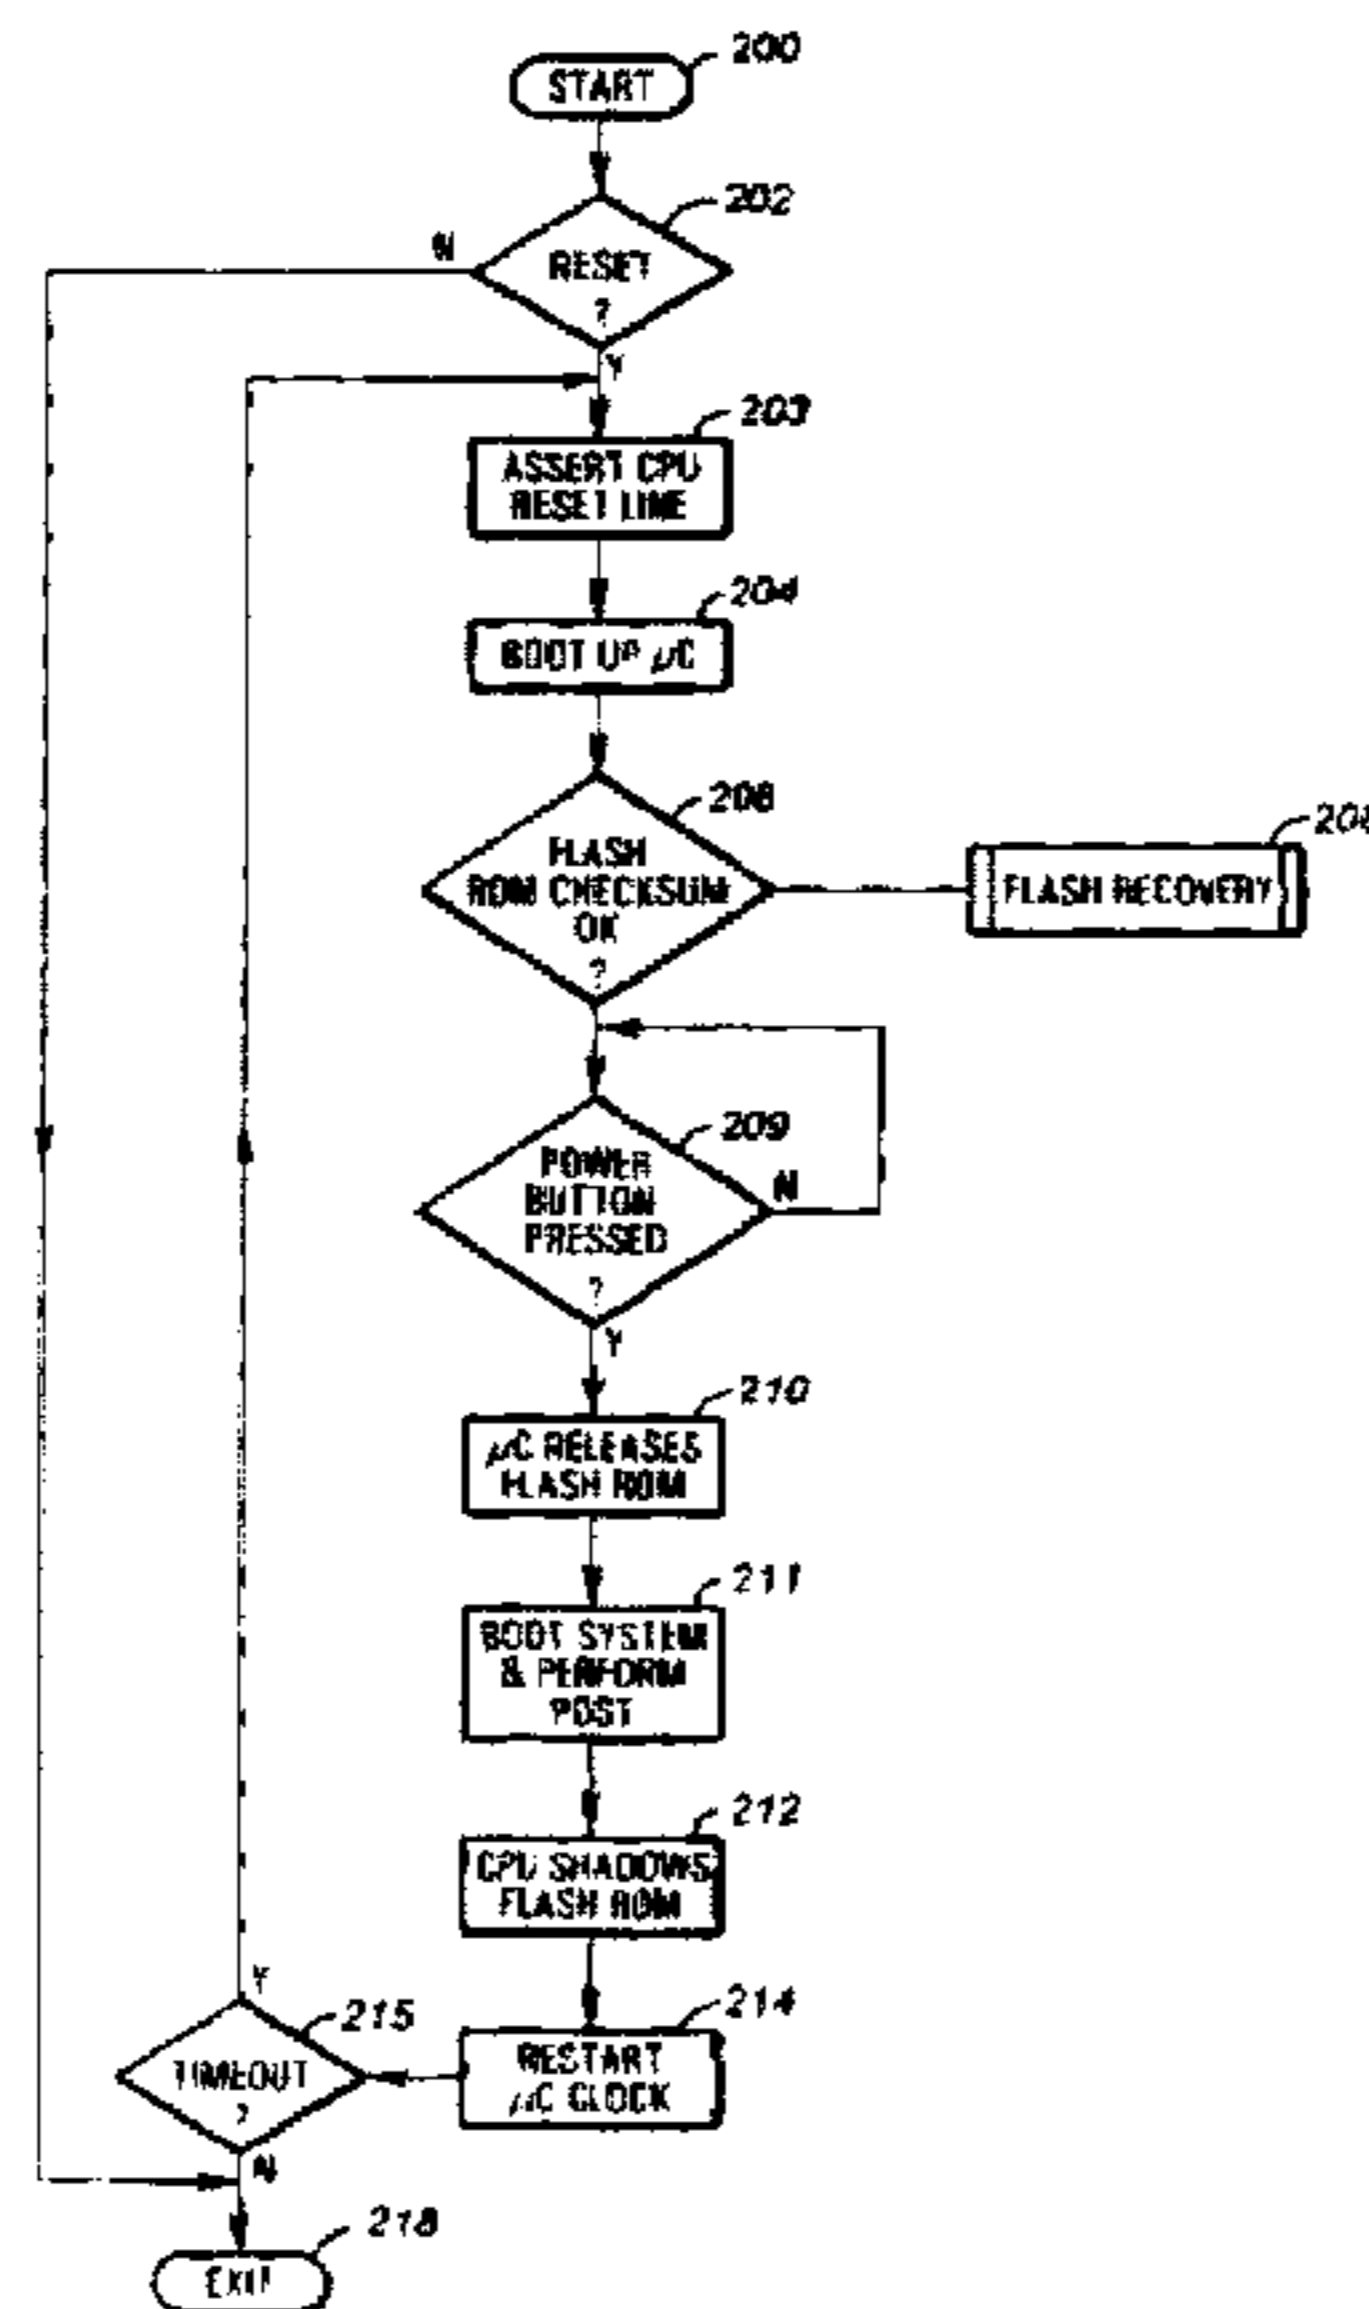 200
START
202
N
RESET
?
Y
203
ASSERT CPU
RESET LINE
204
BOOT UP µC
206
FLASH
ROM CHECKSUM
OK
?
FLASH RECOVERY
209
POWER
BUTTON
PRESSED
?
N
Y
210
µC RELEASES
FLASH ROM
211
BOOT SYSTEM
& PERFORM
POST
212
CPU SHADOWS
FLASH ROM
214
RESTART
µC CLOCK
Y
215
TIMEOUT
?
N
218
EXIT